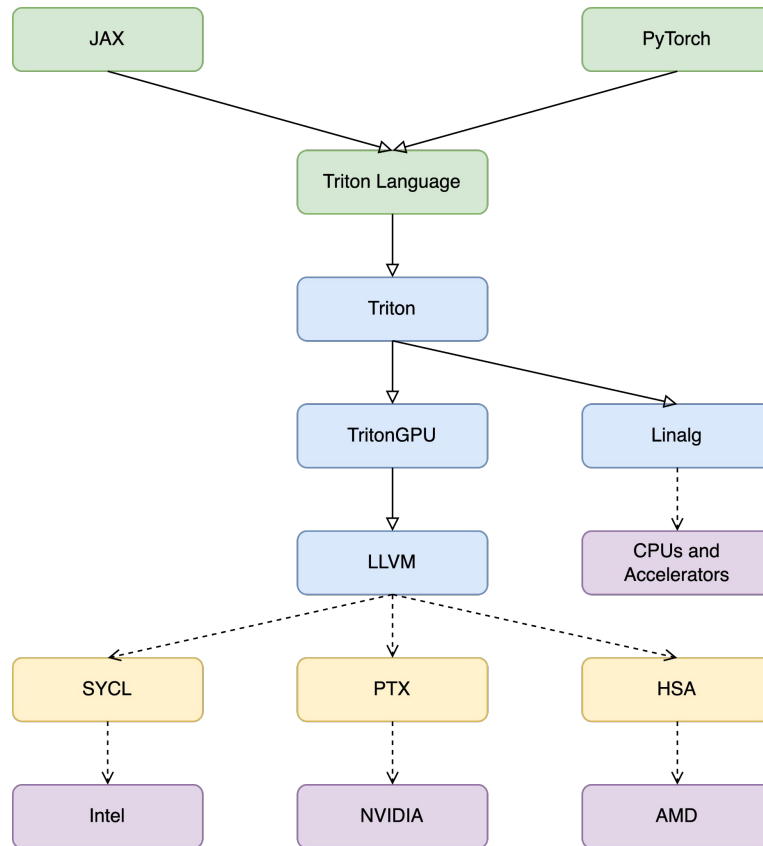 JAX
PyTorch
Triton Language
Triton
TritonGPU
Linalg
LLVM
CPUs and
Accelerators
SYCL
PTX
HSA
Intel
NVIDIA
AMD